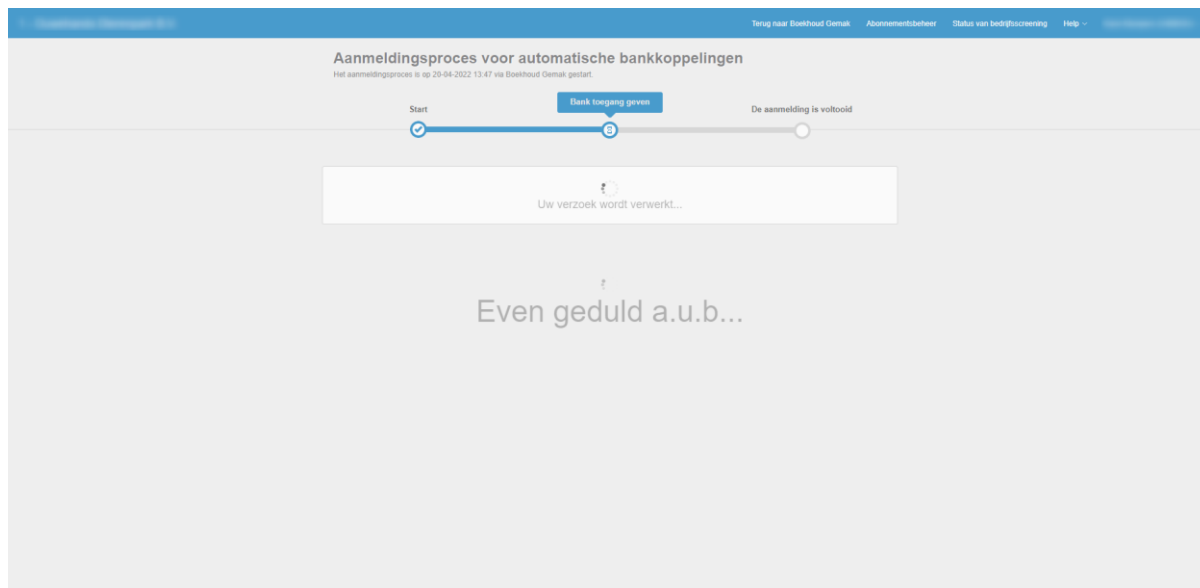 Terug naar Boekhoud Gemak Abonnementsbeheer Status van bedrijfsscreening Help
Aanmeldingsproces voor automatische bankkoppelingen
Het aanmeldingsproces is op 20-04-2022 13:47 via Boekhoud Gemak gestart.
Start Bank toegang geven De aanmelding is voltooid
Uw verzoek wordt verwerkt...
Even geduld a.u.b...